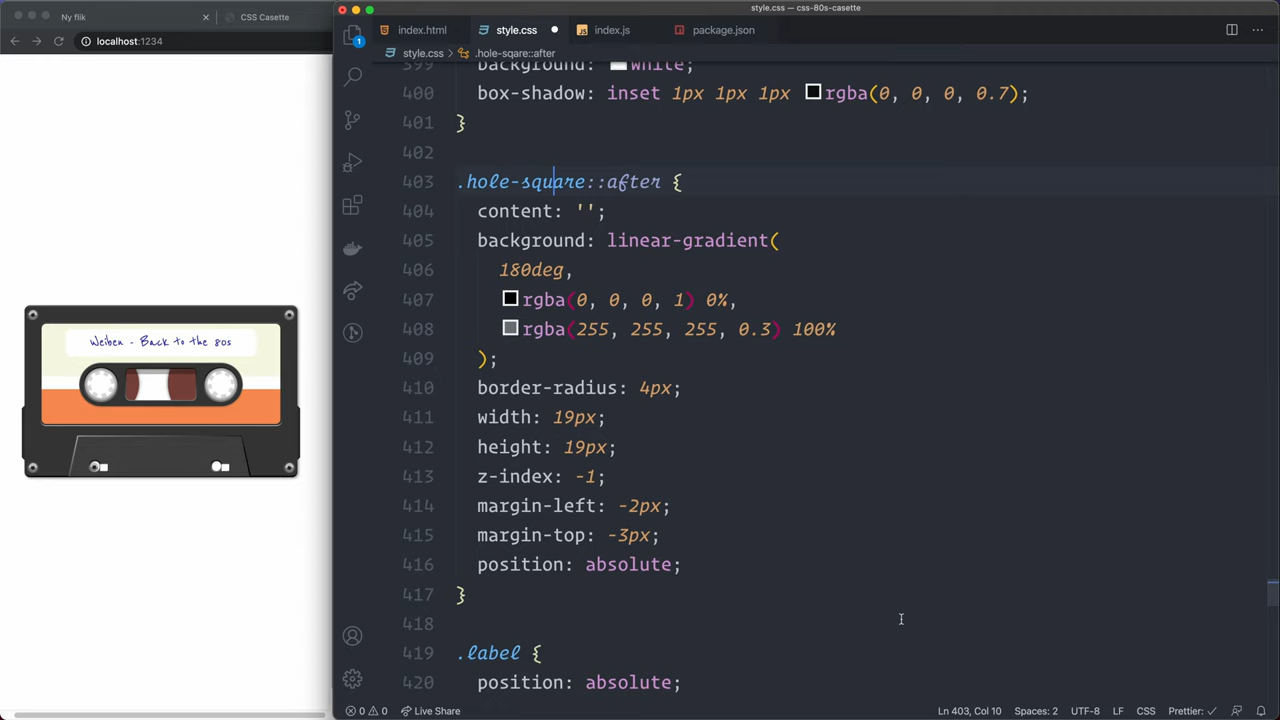 Ny flik
CSS Casette
localhost:1234
Weiben - Back to the 80s
style.css — css-80s-casette
index.html
style.css
index.js
package.json
style.css > .hole-sqare::after
399 background: white;
400 box-shadow: inset 1px 1px 1px rgba(0, 0, 0, 0.7);
401 }
402
403 .hole-square::after {
404 content: '';
405 background: linear-gradient(
406 180deg,
407 rgba(0, 0, 0, 1) 0%,
408 rgba(255, 255, 255, 0.3) 100%
409 );
410 border-radius: 4px;
411 width: 19px;
412 height: 19px;
413 z-index: -1;
414 margin-left: -2px;
415 margin-top: -3px;
416 position: absolute;
417 }
418
419 .label {
420 position: absolute;
1
0 0 Live Share
Ln 403, Col 10 Spaces: 2 UTF-8 LF CSS Prettier: ✓